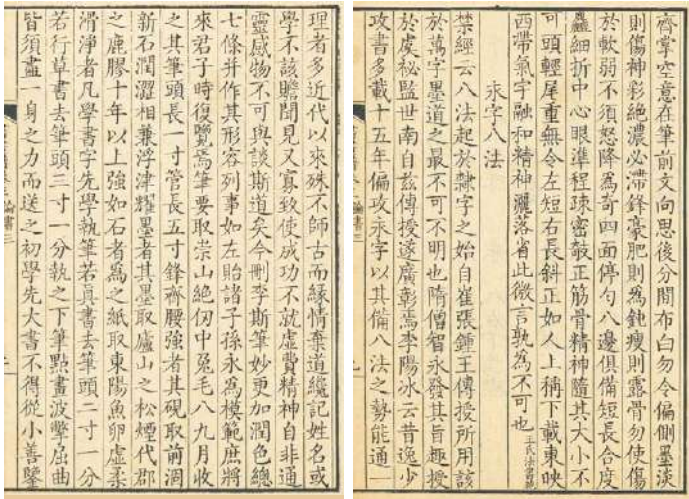 齊掌空意在筆前文向思後分間布白勿令偏側墨淡
則傷神彩絕濃必滯鋒豪肥則為鈍瘦則露骨勿使傷
於軟弱不須怒降為奇四面停勻八邊俱備短長合度
麤細折中心眼準程疎密敧正筋骨精神隨其大小不
可頭輕尾重無令左短右長斜正如人上稱下載東映
西帶氣宇融和精神灑落省此微言孰為不可也 王氏法書苑
永字八法
禁經云八法起於隸字之始自崔張鍾王傳授所用該
於萬字墨道之最不可不明也隋僧智永發其旨趣授
於虞祕監世南自茲傳授遂廣彰焉李陽冰云昔逸少
攻書多載十五年偏攻永字以其備八法之勢能通一
理者多近代以來殊不師古而緣情棄道纔記姓名或
學不該贍聞見又寡致使成功不就虛費精神自非通
靈感物不可與談斯道矣今刪李斯筆妙更加潤色總
七條并作其形容列事如左貽諸子孫永為模範庶將
來君子時復覽焉筆要取崇山絕仞中兔毛八九月收
之其筆頭長一寸管長五寸鋒齊腰強者其硯取前涸
新石潤澀相兼浮津耀墨者其墨取廬山之松煙代郡
之鹿膠十年以上強如石者為之紙取東陽魚卵虛柔
滑淨者凡學書字先學執筆若真書去筆頭二寸一分
若行草書去筆頭三寸一分執之下筆點畫波擎屈曲
皆須盡一身之力而送之初學先大書不得從小善鑒